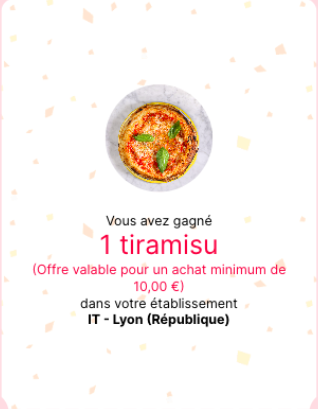 Vous avez gagné
1 tiramisu
(Offre valable pour un achat minimum de
10,00 €)
dans votre établissement
IT - Lyon (République)